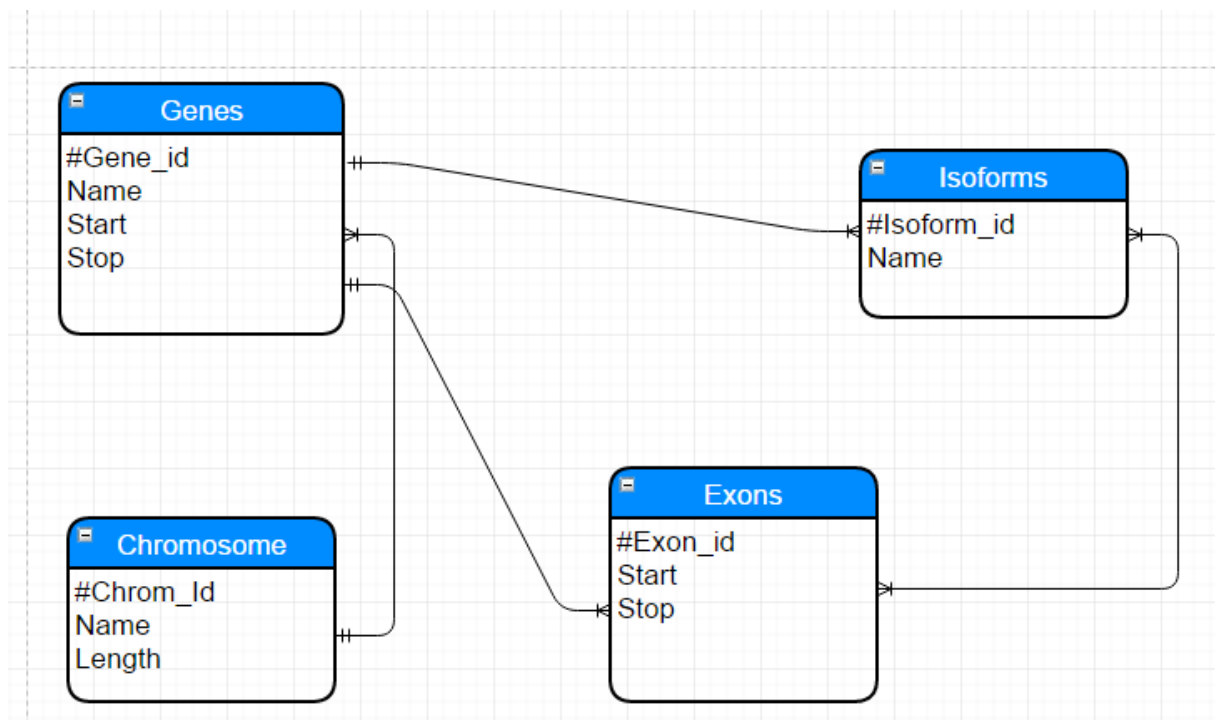 Genes
#Gene_id
Name
Start
Stop
Isoforms
#Isoform_id
Name
Chromosome
#Chrom_Id
Name
Length
Exons
#Exon_id
Start
Stop